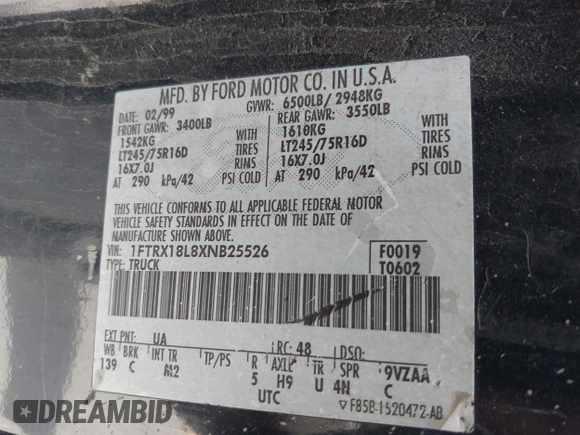 MFD. BY FORD MOTOR CO. IN U.S.A.
DATE: 02/99 GVWR: 6500LB/ 2948KG
FRONT GAWR: 3400LB REAR GAWR: 3550LB
1542KG WITH 1610KG WITH
LT245/75R16D TIRES LT245/75R16D TIRES
16X7.0J RIMS 16X7.0J RIMS
AT 290 kPa/42 PSI COLD AT 290 kPa/42 PSI COLD
THIS VEHICLE CONFORMS TO ALL APPLICABLE FEDERAL MOTOR
VEHICLE SAFETY STANDARDS IN EFFECT ON THE DATE OF
MANUFACTURE SHOWN ABOVE.
VIN: 1FTRX18L8XNB25526 F0019
TYPE: TRUCK T0602
EXT PNT: UA RC: 48 DSO:
WB BRK INT TR TP/PS R AXLE TR SPR
139 C 5 H9 U 4N 9VZAA C
UTC
F85B-1520472-AB
DREAMBID